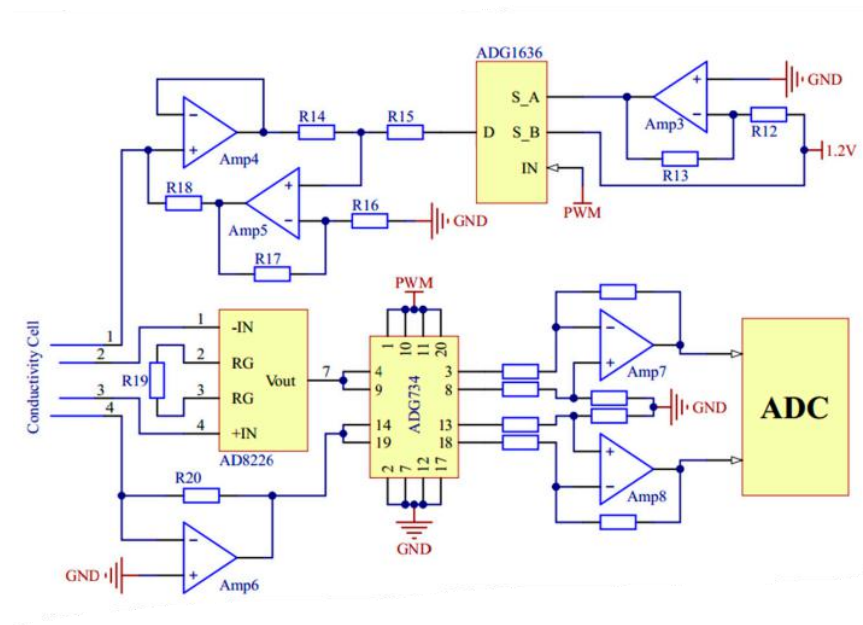 ADG1636
S_A
D S_B
IN
PWM
Amp3
GND
R12
R13
1.2V
R14
R15
Amp4
R18
Amp5
R16
GND
R17
Conductivity Cell
1
2
3
4
R19
1
2
3
4
-IN
RG
RG
+IN
Vout
7
AD8226
PWM
1 10 11 20
4
9
14
19
ADG734
3
8
13
18
2 7 12 17
GND
Amp7
GND
Amp8
ADC
R20
GND
Amp6